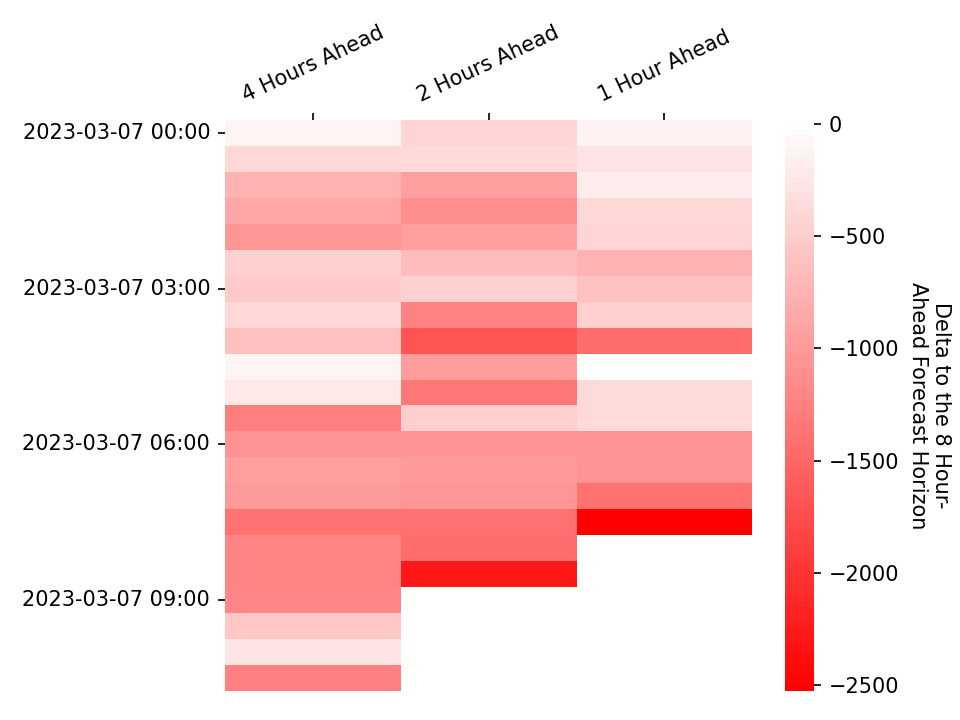 4 Hours Ahead
2 Hours Ahead
1 Hour Ahead
2023-03-07 00:00
2023-03-07 03:00
2023-03-07 06:00
2023-03-07 09:00
0
−500
−1000
−1500
−2000
−2500
Delta to the 8 Hour-
Ahead Forecast Horizon